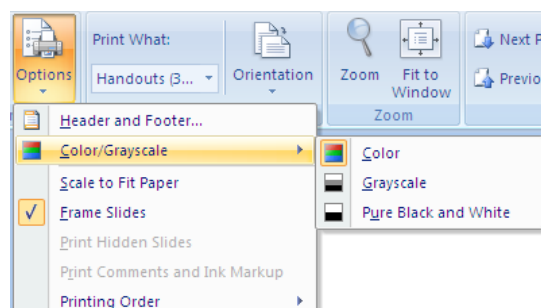 Options
Print What:
Handouts (3...
Orientation
Zoom
Fit to
Window
Zoom
Next P
Previo
Header and Footer...
Color/Grayscale
Scale to Fit Paper
Frame Slides
Print Hidden Slides
Print Comments and Ink Markup
Printing Order
Color
Grayscale
Pure Black and White